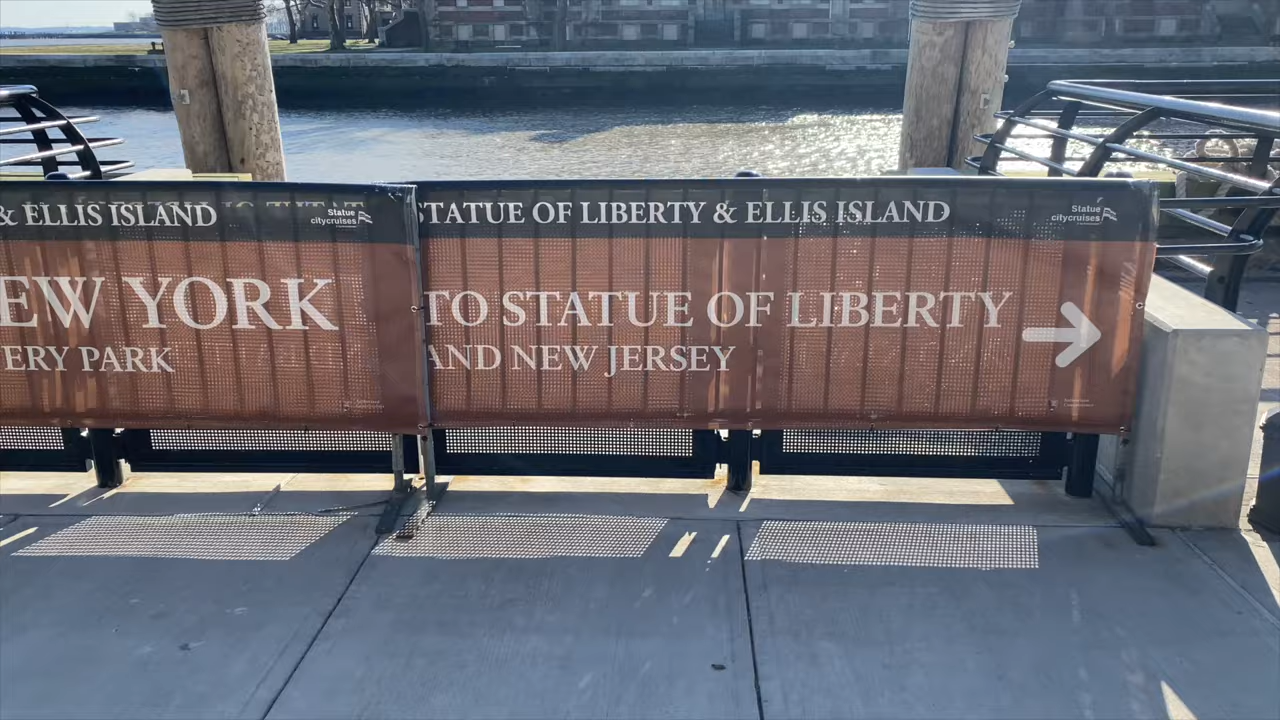 & ELLIS ISLAND
Statue
citycruises
EW YORK
ERY PARK
STATUE OF LIBERTY & ELLIS ISLAND
Statue
citycruises
TO STATUE OF LIBERTY
AND NEW JERSEY